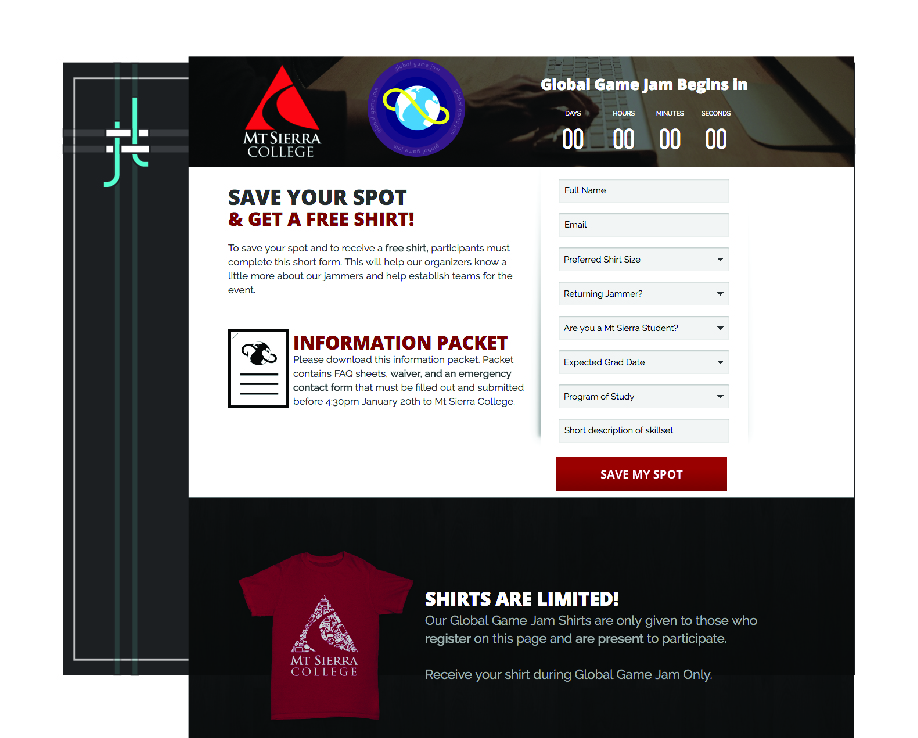 jt
MT SIERRA
COLLEGE
global game jam
Global Game Jam Begins in
DAYS HOURS MINUTES SECONDS
00 00 00 00
SAVE YOUR SPOT
& GET A FREE SHIRT!
To save your spot and to receive a free shirt, participants must
complete this short form. This will help our organizers know a
little more about our jammers and help establish teams for the
event.
INFORMATION PACKET
Please download this information packet. Packet
contains FAQ sheets, waiver, and an emergency
contact form that must be filled out and submitted
before 4:30pm January 20th to Mt Sierra College.
Full Name
Email
Preferred Shirt Size
Returning Jammer?
Are you a Mt Sierra Student?
Expected Grad Date
Program of Study
Short description of skillset
SAVE MY SPOT
MT SIERRA
COLLEGE
SHIRTS ARE LIMITED!
Our Global Game Jam Shirts are only given to those who
register on this page and are present to participate.
Receive your shirt during Global Game Jam Only.